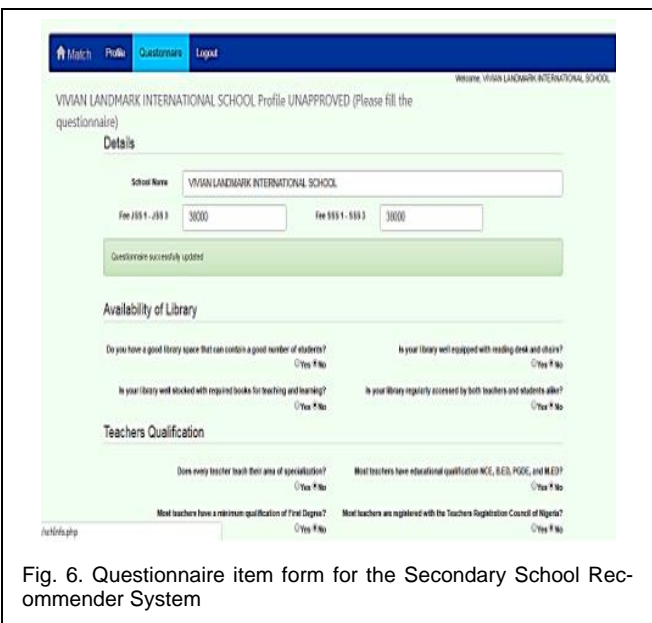 Match Profile Questionnaire Logout
Welcome, VIVIAN LANDMARK INTERNATIONAL SCHOOL
VIVIAN LANDMARK INTERNATIONAL SCHOOL Profile UNAPPROVED (Please fill the
questionnaire)
Details
School Name VIVIAN LANDMARK INTERNATIONAL SCHOOL
Fee JSS 1 - JSS 3 38000 Fee SSS 1 - SSS 3 38000
Questionnaire successfully updated
Availability of Library
Do you have a good library space that can contain a good number of students? Is your library well equipped with reading desk and chairs?
Yes No Yes No
Is your library well stocked with required books for teaching and learning? Is your library regularly accessed by both teachers and students alike?
Yes No Yes No
Teachers Qualification
Does every teacher teach their area of specialization? Most teachers have educational qualification NCE, B.ED, PGDE, and M.ED?
Yes No Yes No
Most teachers have a minimum qualification of First Degree? Most teachers are registered with the Teachers Registration Council of Nigeria?
Yes No Yes No
/schinfo.php
Fig. 6. Questionnaire item form for the Secondary School Rec-
ommender System